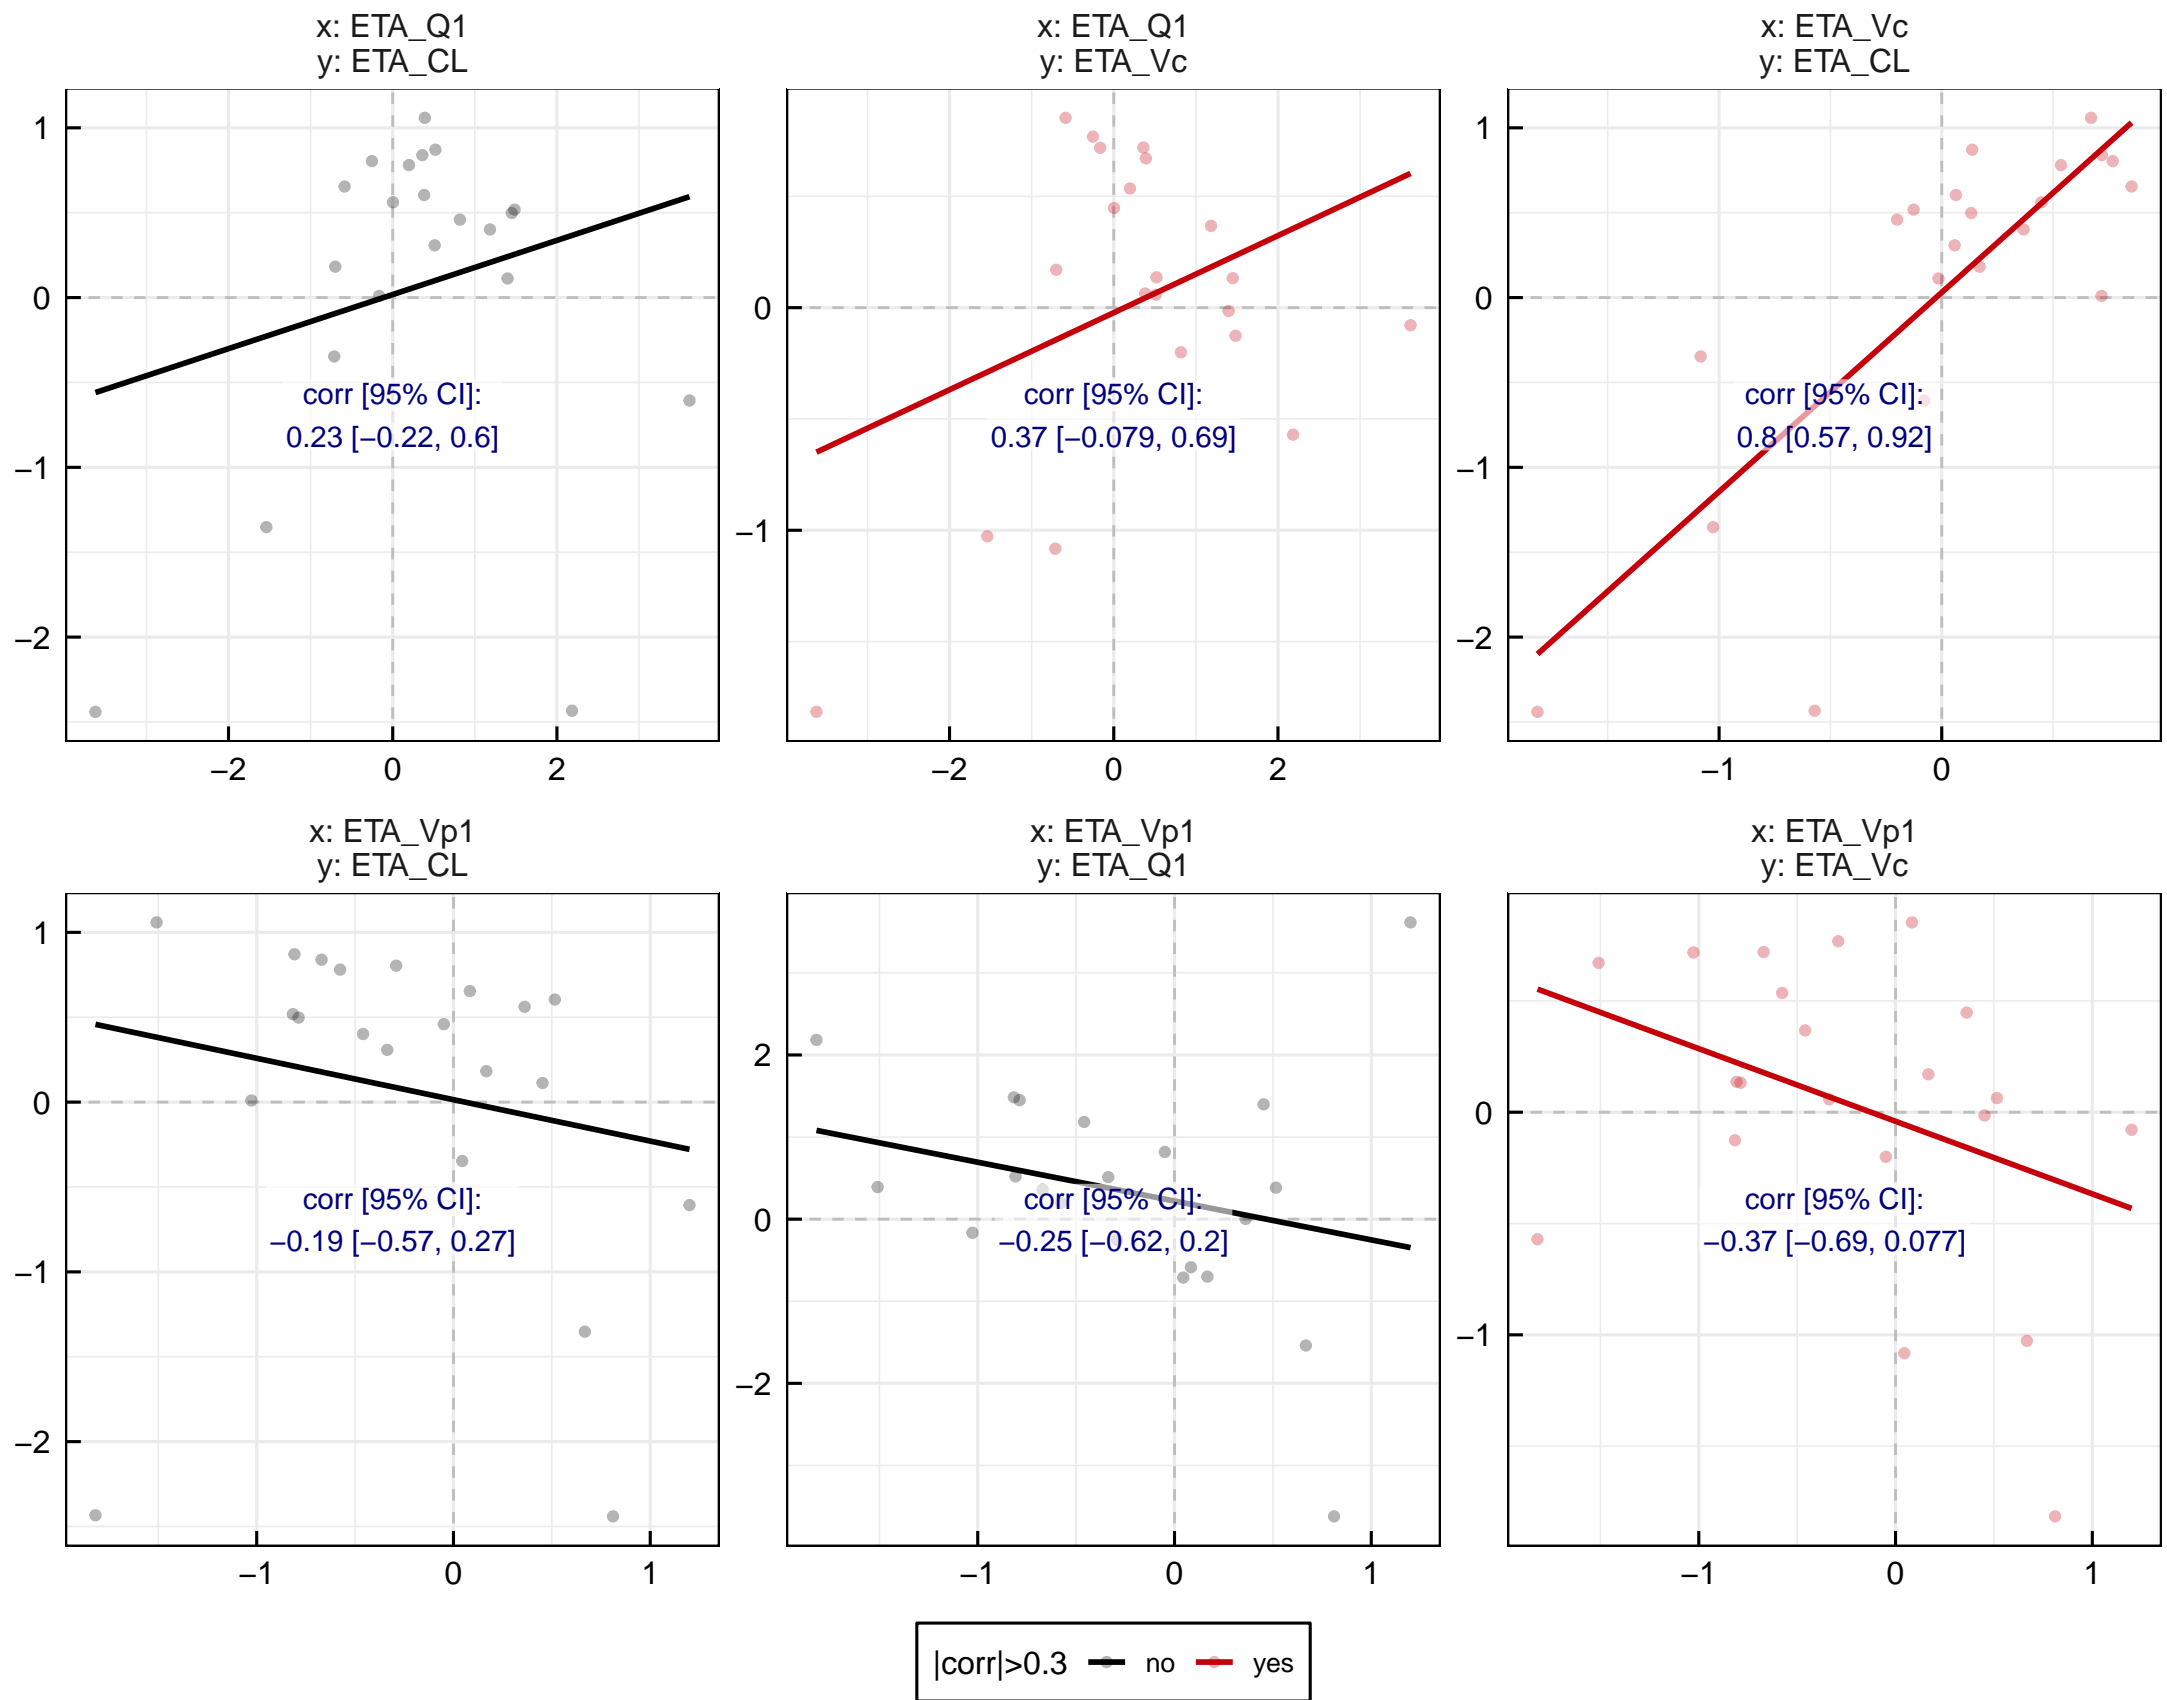 x: ETA_Q1
y: ETA_CL
x: ETA_Q1
y: ETA_Vc
x: ETA_Vc
y: ETA_CL
1
0
−1
−2
corr [95% CI]:
0.23 [−0.22, 0.6]
−2
0
2
0
−1
corr [95% CI]:
0.37 [−0.079, 0.69]
−2
0
2
1
0
−1
−2
corr [95% CI]:
0.8 [0.57, 0.92]
−1
0
x: ETA_Vp1
y: ETA_CL
x: ETA_Vp1
y: ETA_Q1
x: ETA_Vp1
y: ETA_Vc
1
0
−1
−2
corr [95% CI]:
−0.19 [−0.57, 0.27]
−1
0
1
2
0
−2
corr [95% CI]:
−0.25 [−0.62, 0.2]
−1
0
1
0
−1
corr [95% CI]:
−0.37 [−0.69, 0.077]
−1
0
1
|corr|>0.3 no yes